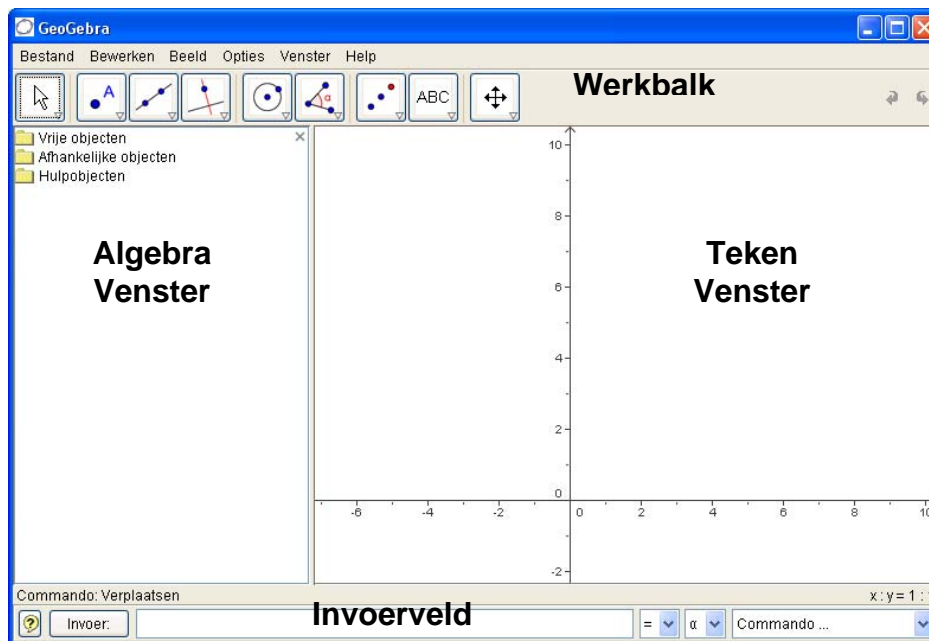 GeoGebra
Bestand Bewerken Beeld Opties Venster Help
A
α
ABC
Werkbalk
Vrije objecten
Afhankelijke objecten
Hulpobjecten
Algebra
Venster
Teken
Venster
10
8
6
4
2
0
-6 -4 -2 0 2 4 6 8 10
-2
Commando: Verplaatsen x : y = 1 :
Invoer: Invoerveld = α Commando ...